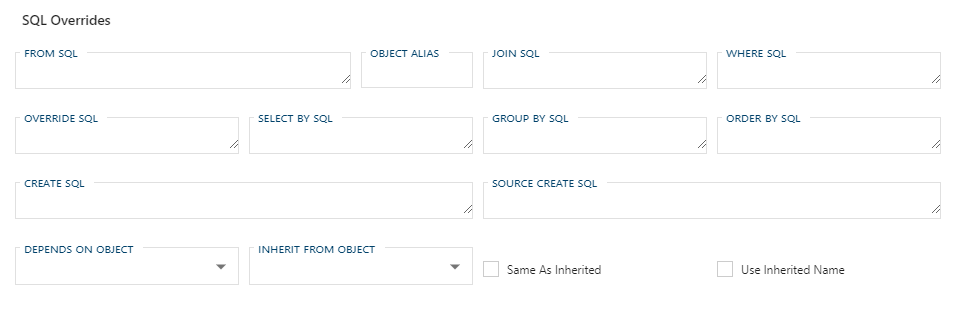 SQL Overrides
FROM SQL OBJECT ALIAS JOIN SQL WHERE SQL
OVERRIDE SQL SELECT BY SQL GROUP BY SQL ORDER BY SQL
CREATE SQL SOURCE CREATE SQL
DEPENDS ON OBJECT INHERIT FROM OBJECT
Same As Inherited Use Inherited Name